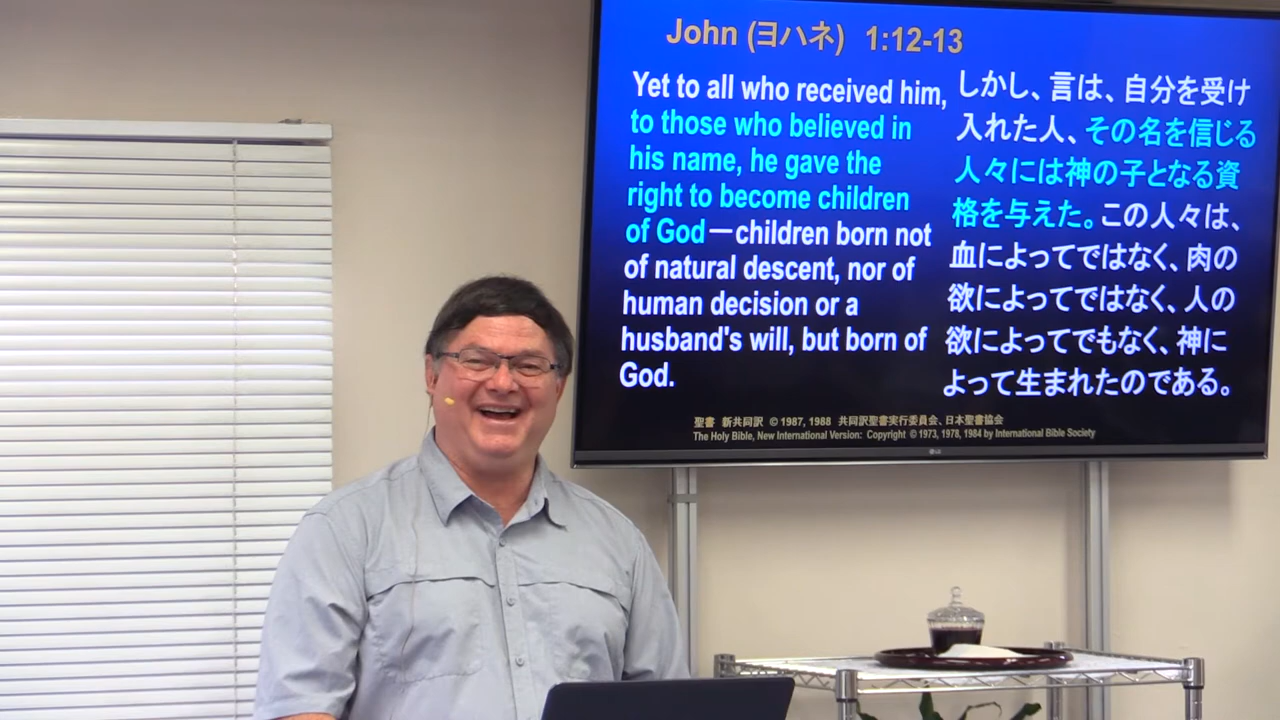 John (ヨハネ) 1:12-13
Yet to all who received him,
to those who believed in
his name, he gave the
right to become children
of God—children born not
of natural descent, nor of
human decision or a
husband's will, but born of
God.
しかし、言は、自分を受け
入れた人、その名を信じる
人々には神の子となる資
格を与えた。この人々は、
血によってではなく、肉の
欲によってではなく、人の
欲によってでもなく、神に
よって生まれたのである。
聖書 新共同訳 © 1987, 1988 共同訳聖書実行委員会、日本聖書協会
The Holy Bible, New International Version: Copyright © 1973, 1978, 1984 by International Bible Society
LG